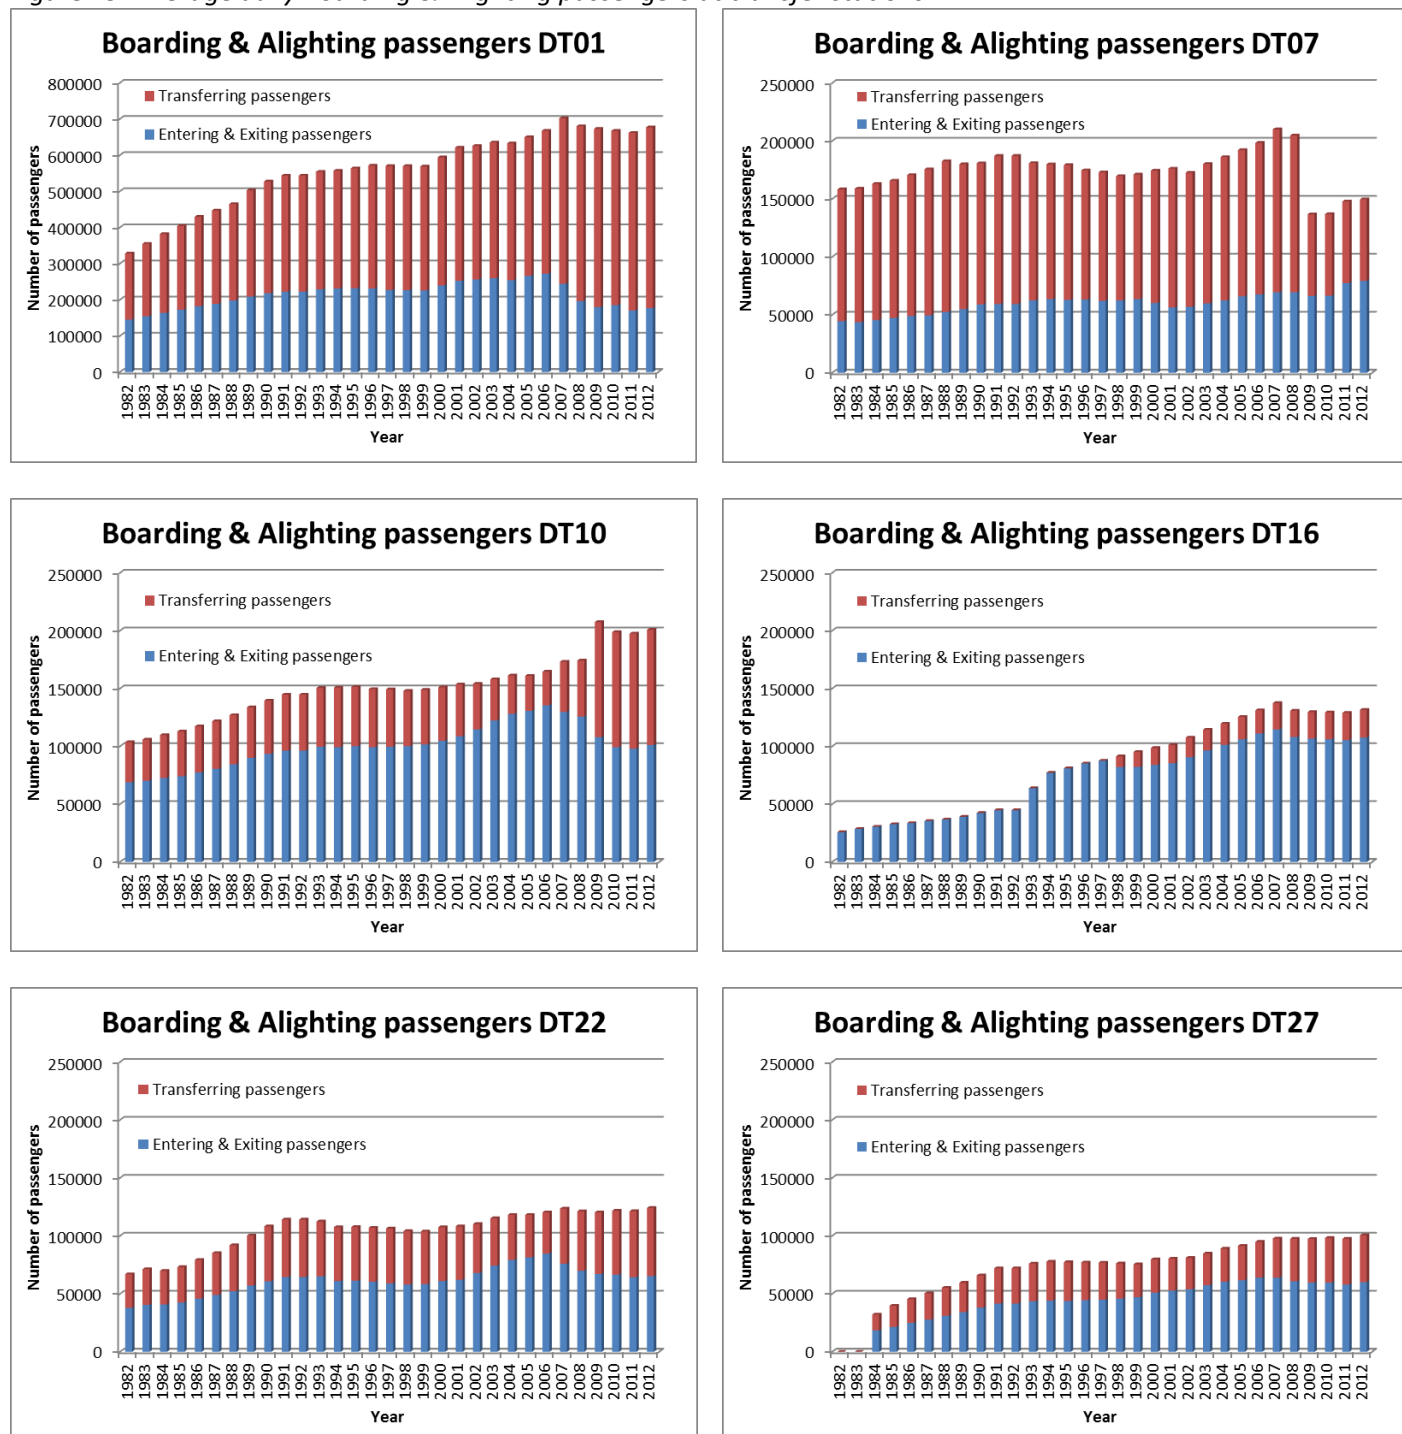 Boarding & Alighting passengers DT01
Number of passengers
800000
700000
600000
500000
400000
300000
200000
100000
0
Transferring passengers
Entering & Exiting passengers
1982 1983 1984 1985 1986 1987 1988 1989 1990 1991 1992 1993 1994 1995 1996 1997 1998 1999 2000 2001 2002 2003 2004 2005 2006 2007 2008 2009 2010 2011 2012
Year
Boarding & Alighting passengers DT07
Number of passengers
250000
200000
150000
100000
50000
0
Transferring passengers
Entering & Exiting passengers
1982 1983 1984 1985 1986 1987 1988 1989 1990 1991 1992 1993 1994 1995 1996 1997 1998 1999 2000 2001 2002 2003 2004 2005 2006 2007 2008 2009 2010 2011 2012
Year
Boarding & Alighting passengers DT10
Number of passengers
250000
200000
150000
100000
50000
0
Transferring passengers
Entering & Exiting passengers
1982 1983 1984 1985 1986 1987 1988 1989 1990 1991 1992 1993 1994 1995 1996 1997 1998 1999 2000 2001 2002 2003 2004 2005 2006 2007 2008 2009 2010 2011 2012
Year
Boarding & Alighting passengers DT16
Number of passengers
250000
200000
150000
100000
50000
0
Transferring passengers
Entering & Exiting passengers
1982 1983 1984 1985 1986 1987 1988 1989 1990 1991 1992 1993 1994 1995 1996 1997 1998 1999 2000 2001 2002 2003 2004 2005 2006 2007 2008 2009 2010 2011 2012
Year
Boarding & Alighting passengers DT22
Number of passengers
250000
200000
150000
100000
50000
0
Transferring passengers
Entering & Exiting passengers
1982 1983 1984 1985 1986 1987 1988 1989 1990 1991 1992 1993 1994 1995 1996 1997 1998 1999 2000 2001 2002 2003 2004 2005 2006 2007 2008 2009 2010 2011 2012
Year
Boarding & Alighting passengers DT27
Number of passengers
250000
200000
150000
100000
50000
0
Transferring passengers
Entering & Exiting passengers
1982 1983 1984 1985 1986 1987 1988 1989 1990 1991 1992 1993 1994 1995 1996 1997 1998 1999 2000 2001 2002 2003 2004 2005 2006 2007 2008 2009 2010 2011 2012
Year